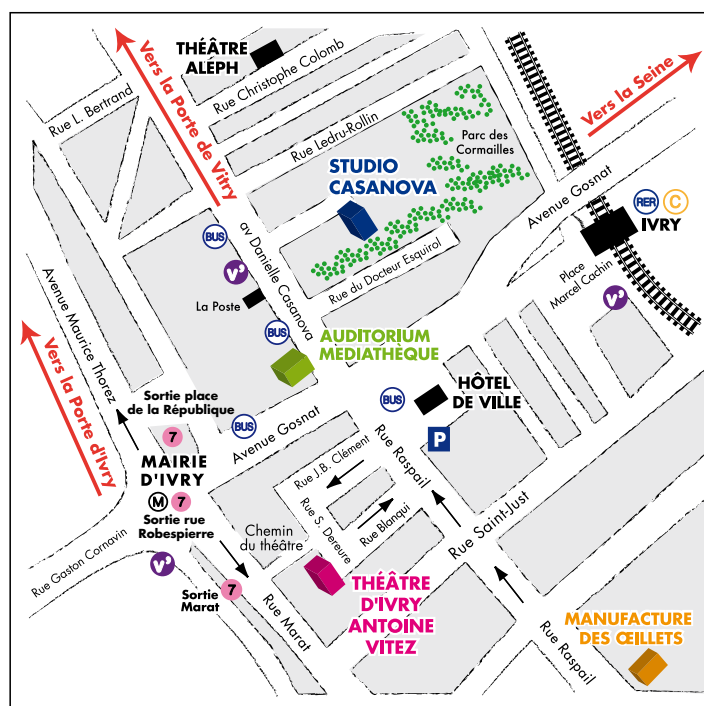 THÉÂTRE
ALÉPH
Rue Christophe Colomb
Rue L. Bertrand
Vers la Porte de Vitry
Vers la Seine
Rue Ledru-Rollin
Parc des
Cormailles
STUDIO
CASANOVA
Avenue Gosnat
RER C
IVRY
BUS
av Danielle Casanova
Rue du Docteur Esquirol
Place
Marcel Cachin
V'
V'
La Poste
Avenue Maurice Thorez
BUS
AUDITORIUM
MEDIATHÈQUE
Vers la Porte d'Ivry
HÔTEL
DE VILLE
BUS
Sortie place
de la République
7
BUS
Avenue Gosnat
P
MAIRIE
D'IVRY
M 7
Sortie rue
Robespierre
Rue J.B. Clément
Rue Raspail
Rue S. Dereure
Rue Blanqui
Rue Saint-Just
Chemin
du théâtre
Rue Gaston Cornavin
V'
Sortie
Marat
7
Rue Marat
THÉÂTRE
D'IVRY
ANTOINE
VITEZ
MANUFACTURE
DES ŒILLETS
Rue Raspail